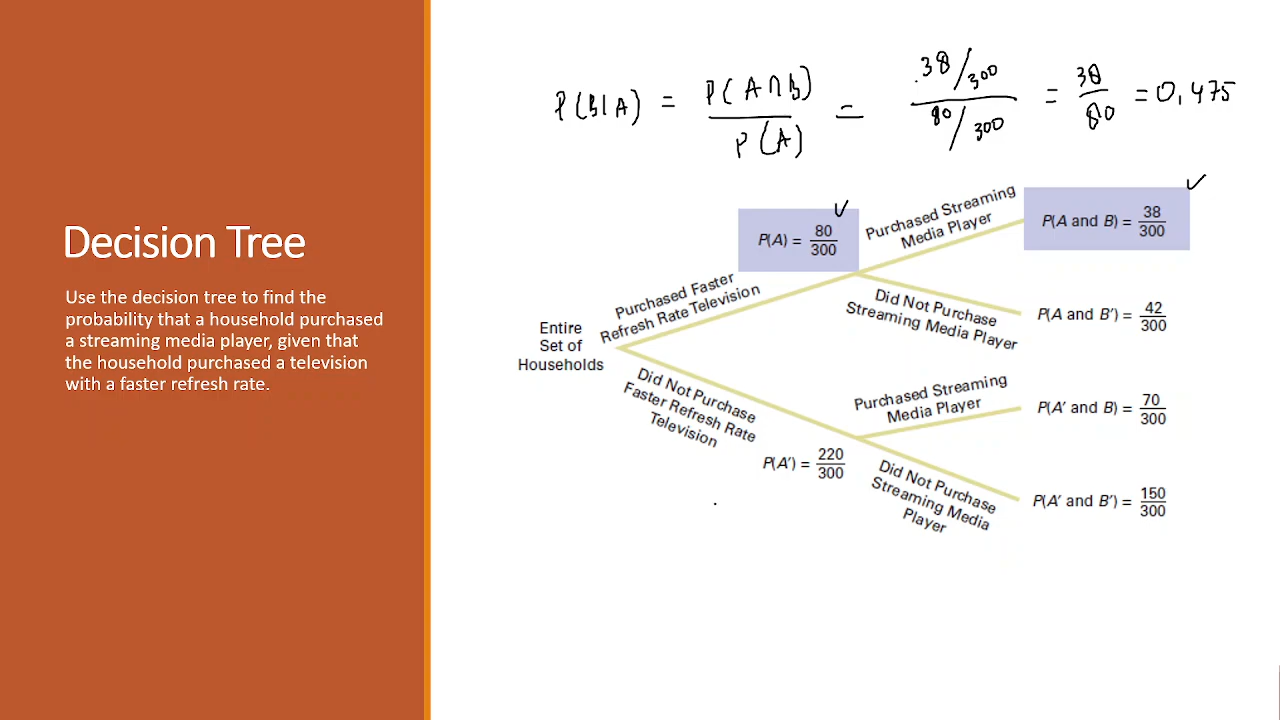 P(B|A) = P(A∩B) / P(A) = 38/300 / 80/300 = 38/80 = 0,475
Decision Tree
Use the decision tree to find the
probability that a household purchased
a streaming media player, given that
the household purchased a television
with a faster refresh rate.
Entire
Set of
Households
Purchased Faster
Refresh Rate Television
P(A) = 80/300
Purchased Streaming
Media Player
P(A and B) = 38/300
Did Not Purchase
Streaming Media Player
P(A and B′) = 42/300
Did Not Purchase
Faster Refresh Rate
Television
P(A′) = 220/300
Purchased Streaming
Media Player
P(A′ and B) = 70/300
Did Not Purchase
Streaming Media
Player
P(A′ and B′) = 150/300